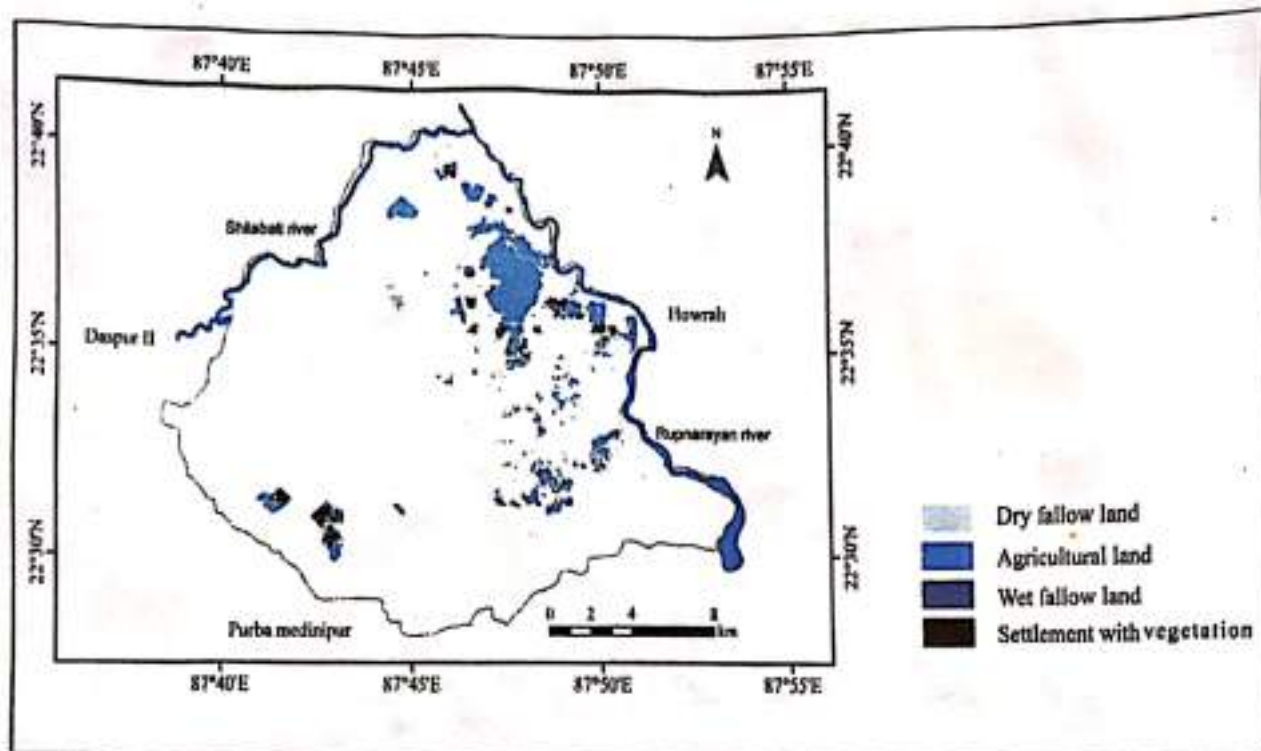 87°40'E 87°45'E 87°50'E 87°55'E
22°40'N
22°40'N
N
Shilabati river
Daspur II
Howrah
22°35'N
22°35'N
Rupnarayan river
22°30'N
22°30'N
Purba medinipur
0 2 4 8
km
87°40'E 87°45'E 87°50'E 87°55'E
Dry fallow land
Agricultural land
Wet fallow land
Settlement with vegetation